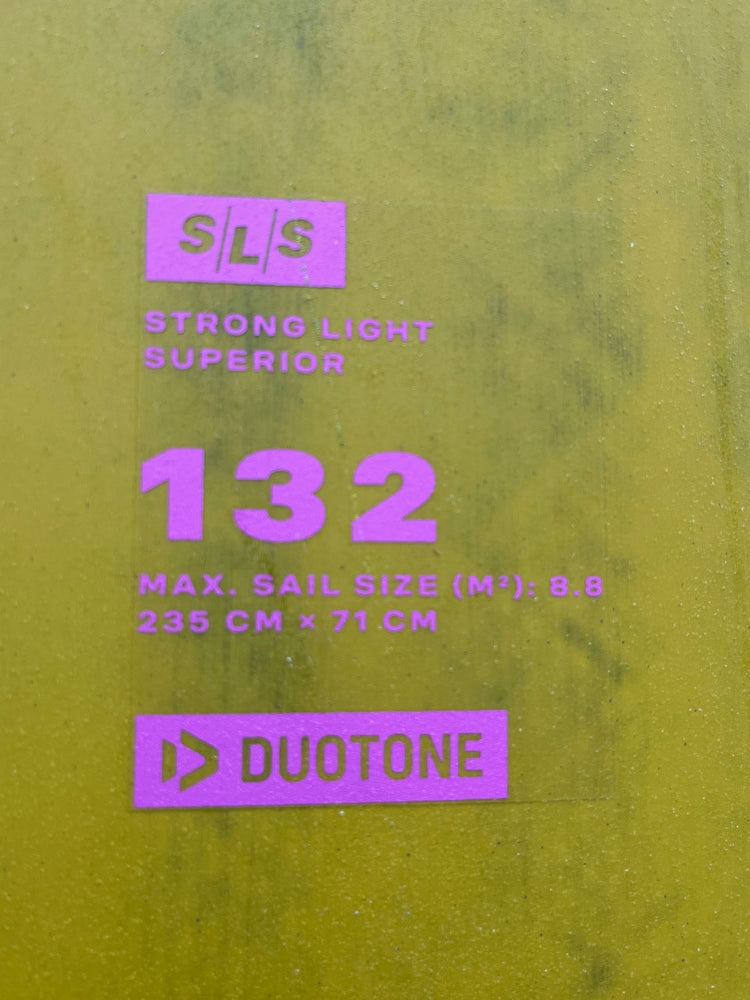 S/L/S
STRONG LIGHT
SUPERIOR
132
MAX. SAIL SIZE (M²): 8.8
235 CM × 71 CM
DUOTONE